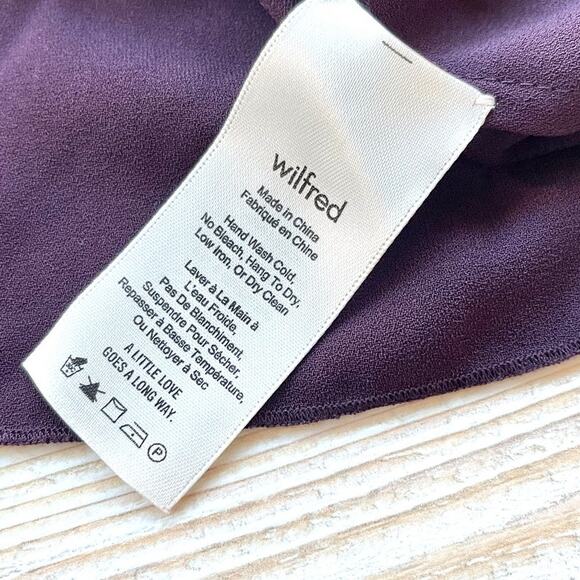 wilfred
Made in China
Fabriqué en Chine
Hand Wash Cold,
No Bleach, Hang To Dry,
Low Iron, Or Dry Clean
Laver à La Main à
L'eau Froide,
Pas De Blanchiment,
Suspendre Pour Sécher,
Repasser à Basse Température,
Ou Nettoyer à Sec
A LITTLE LOVE
GOES A LONG WAY.
P